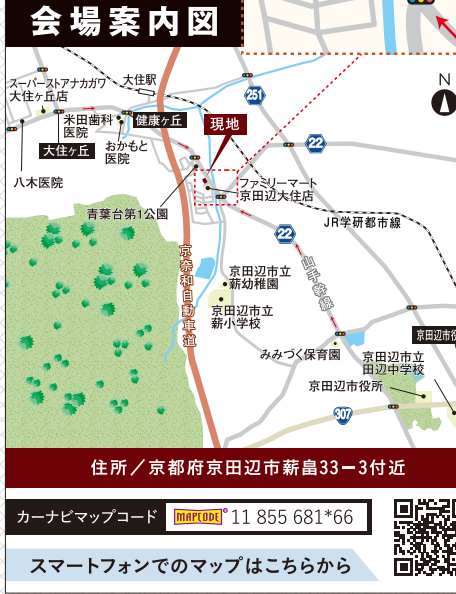 会場案内図
N
スーパーストアナカガワ
大住ヶ丘店
大住駅
251
米田歯科
医院
健康ヶ丘
現地
22
大住ヶ丘
おかもと
医院
八木医院
ファミリーマート
京田辺大住店
青葉台第1公園
JR学研都市線
22
京奈和自動車道
山手幹線
京田辺市立
薪幼稚園
京田辺市立
薪小学校
京田辺市役
みみづく保育園
京田辺市立
田辺中学校
京田辺市役所
307
住所／京都府京田辺市薪畠33ー3付近
カーナビマップコード
MAPCODE 11 855 681*66
スマートフォンでのマップはこちらから